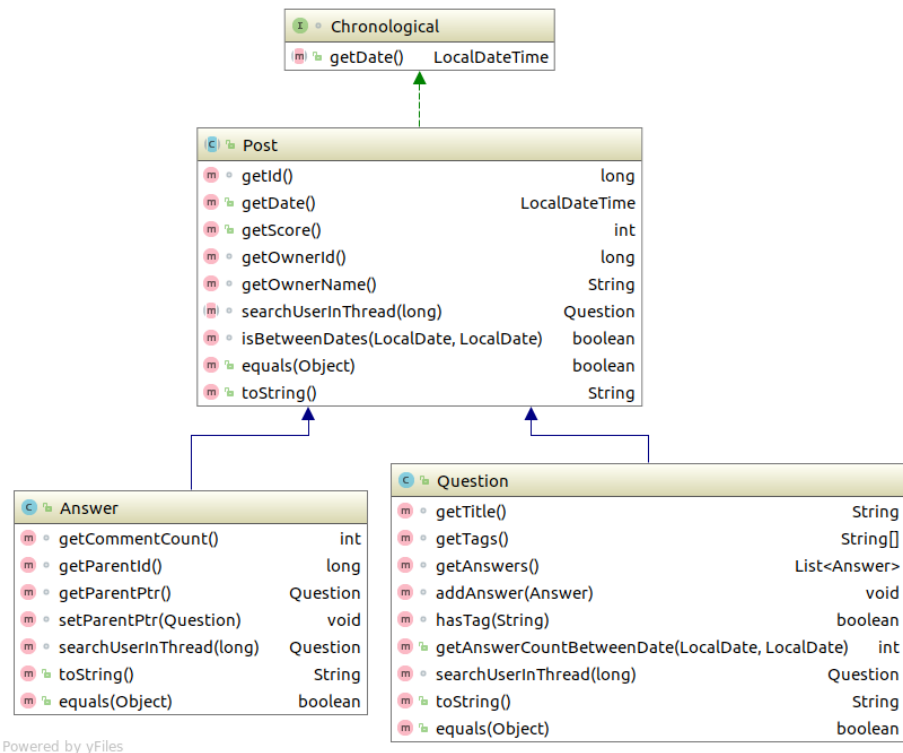 Chronological
getDate() LocalDateTime
Post
getId() long
getDate() LocalDateTime
getScore() int
getOwnerId() long
getOwnerName() String
searchUserInThread(long) Question
isBetweenDates(LocalDate, LocalDate) boolean
equals(Object) boolean
toString() String
Answer
getCommentCount() int
getParentId() long
getParentPtr() Question
setParentPtr(Question) void
searchUserInThread(long) Question
toString() String
equals(Object) boolean
Question
getTitle() String
getTags() String[]
getAnswers() List<Answer>
addAnswer(Answer) void
hasTag(String) boolean
getAnswerCountBetweenDate(LocalDate, LocalDate) int
searchUserInThread(long) Question
toString() String
equals(Object) boolean
Powered by yFiles